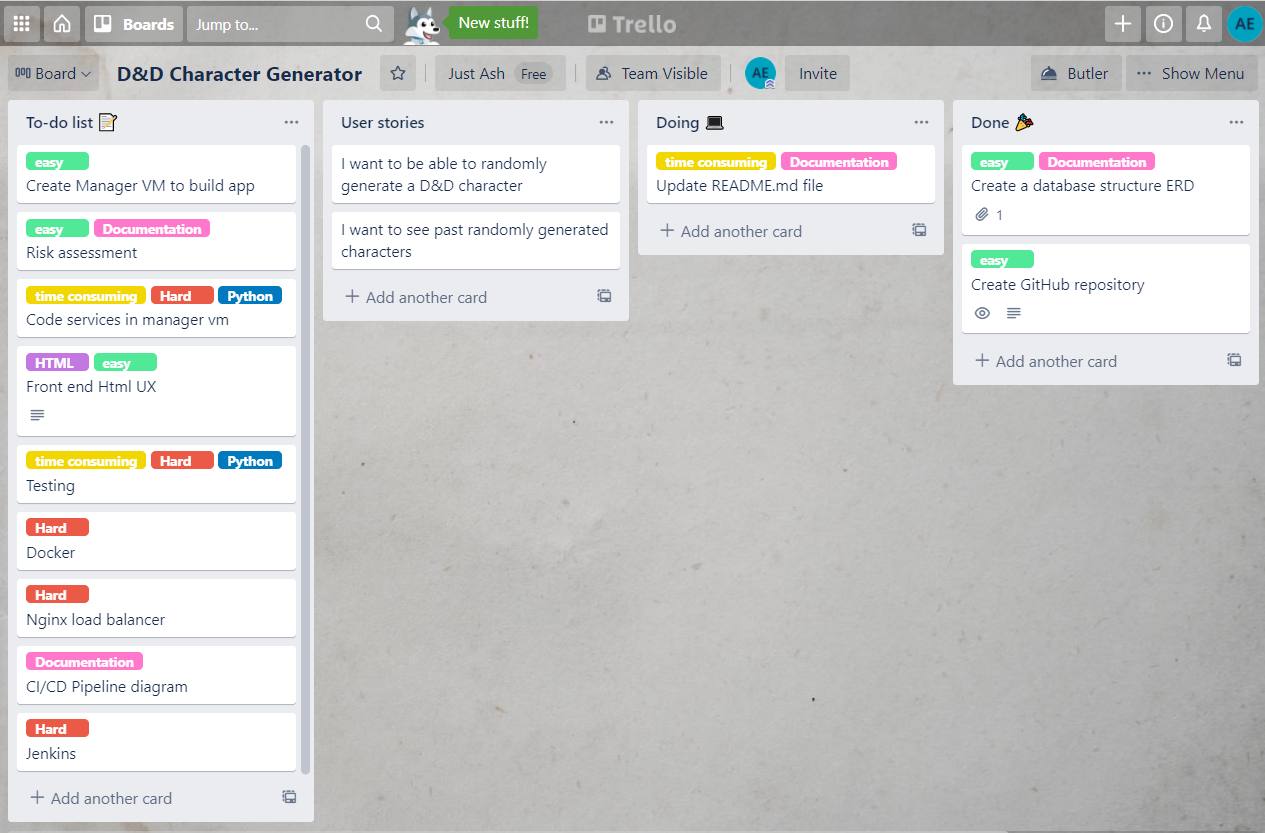 Boards
Jump to...
New stuff!
Trello
AE
Board
D&D Character Generator
Just Ash Free
Team Visible
AE
Invite
Butler
Show Menu
To-do list
easy
Create Manager VM to build app
easy Documentation
Risk assessment
time consuming Hard Python
Code services in manager vm
HTML easy
Front end Html UX
time consuming Hard Python
Testing
Hard
Docker
Hard
Nginx load balancer
Documentation
CI/CD Pipeline diagram
Hard
Jenkins
+ Add another card
User stories
I want to be able to randomly
generate a D&D character
I want to see past randomly generated
characters
+ Add another card
Doing
time consuming Documentation
Update README.md file
+ Add another card
Done
easy Documentation
Create a database structure ERD
1
easy
Create GitHub repository
+ Add another card